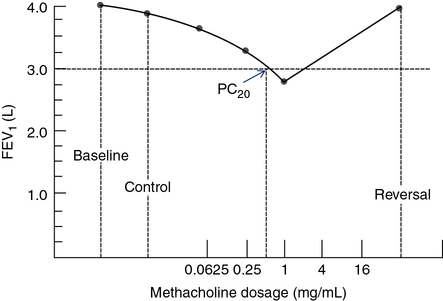 4.0
3.0
2.0
1.0
FEV1 (L)
PC20
Baseline
Control
Reversal
0.0625 0.25 1 4 16
Methacholine dosage (mg/mL)